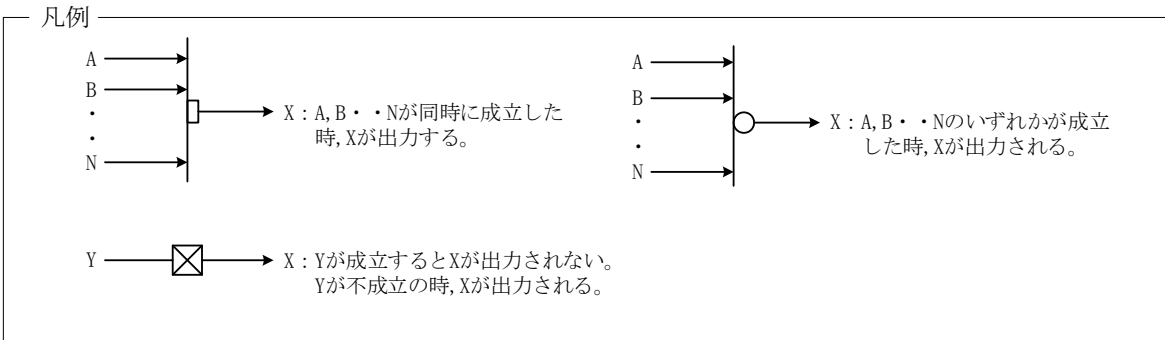 凡例
A
B
・
・
N
X：A,B・・Nが同時に成立した
時,Xが出力する。
A
B
・
・
N
X：A,B・・Nのいずれかが成立
した時,Xが出力される。
Y
X：Yが成立するとXが出力されない。
Yが不成立の時,Xが出力される。